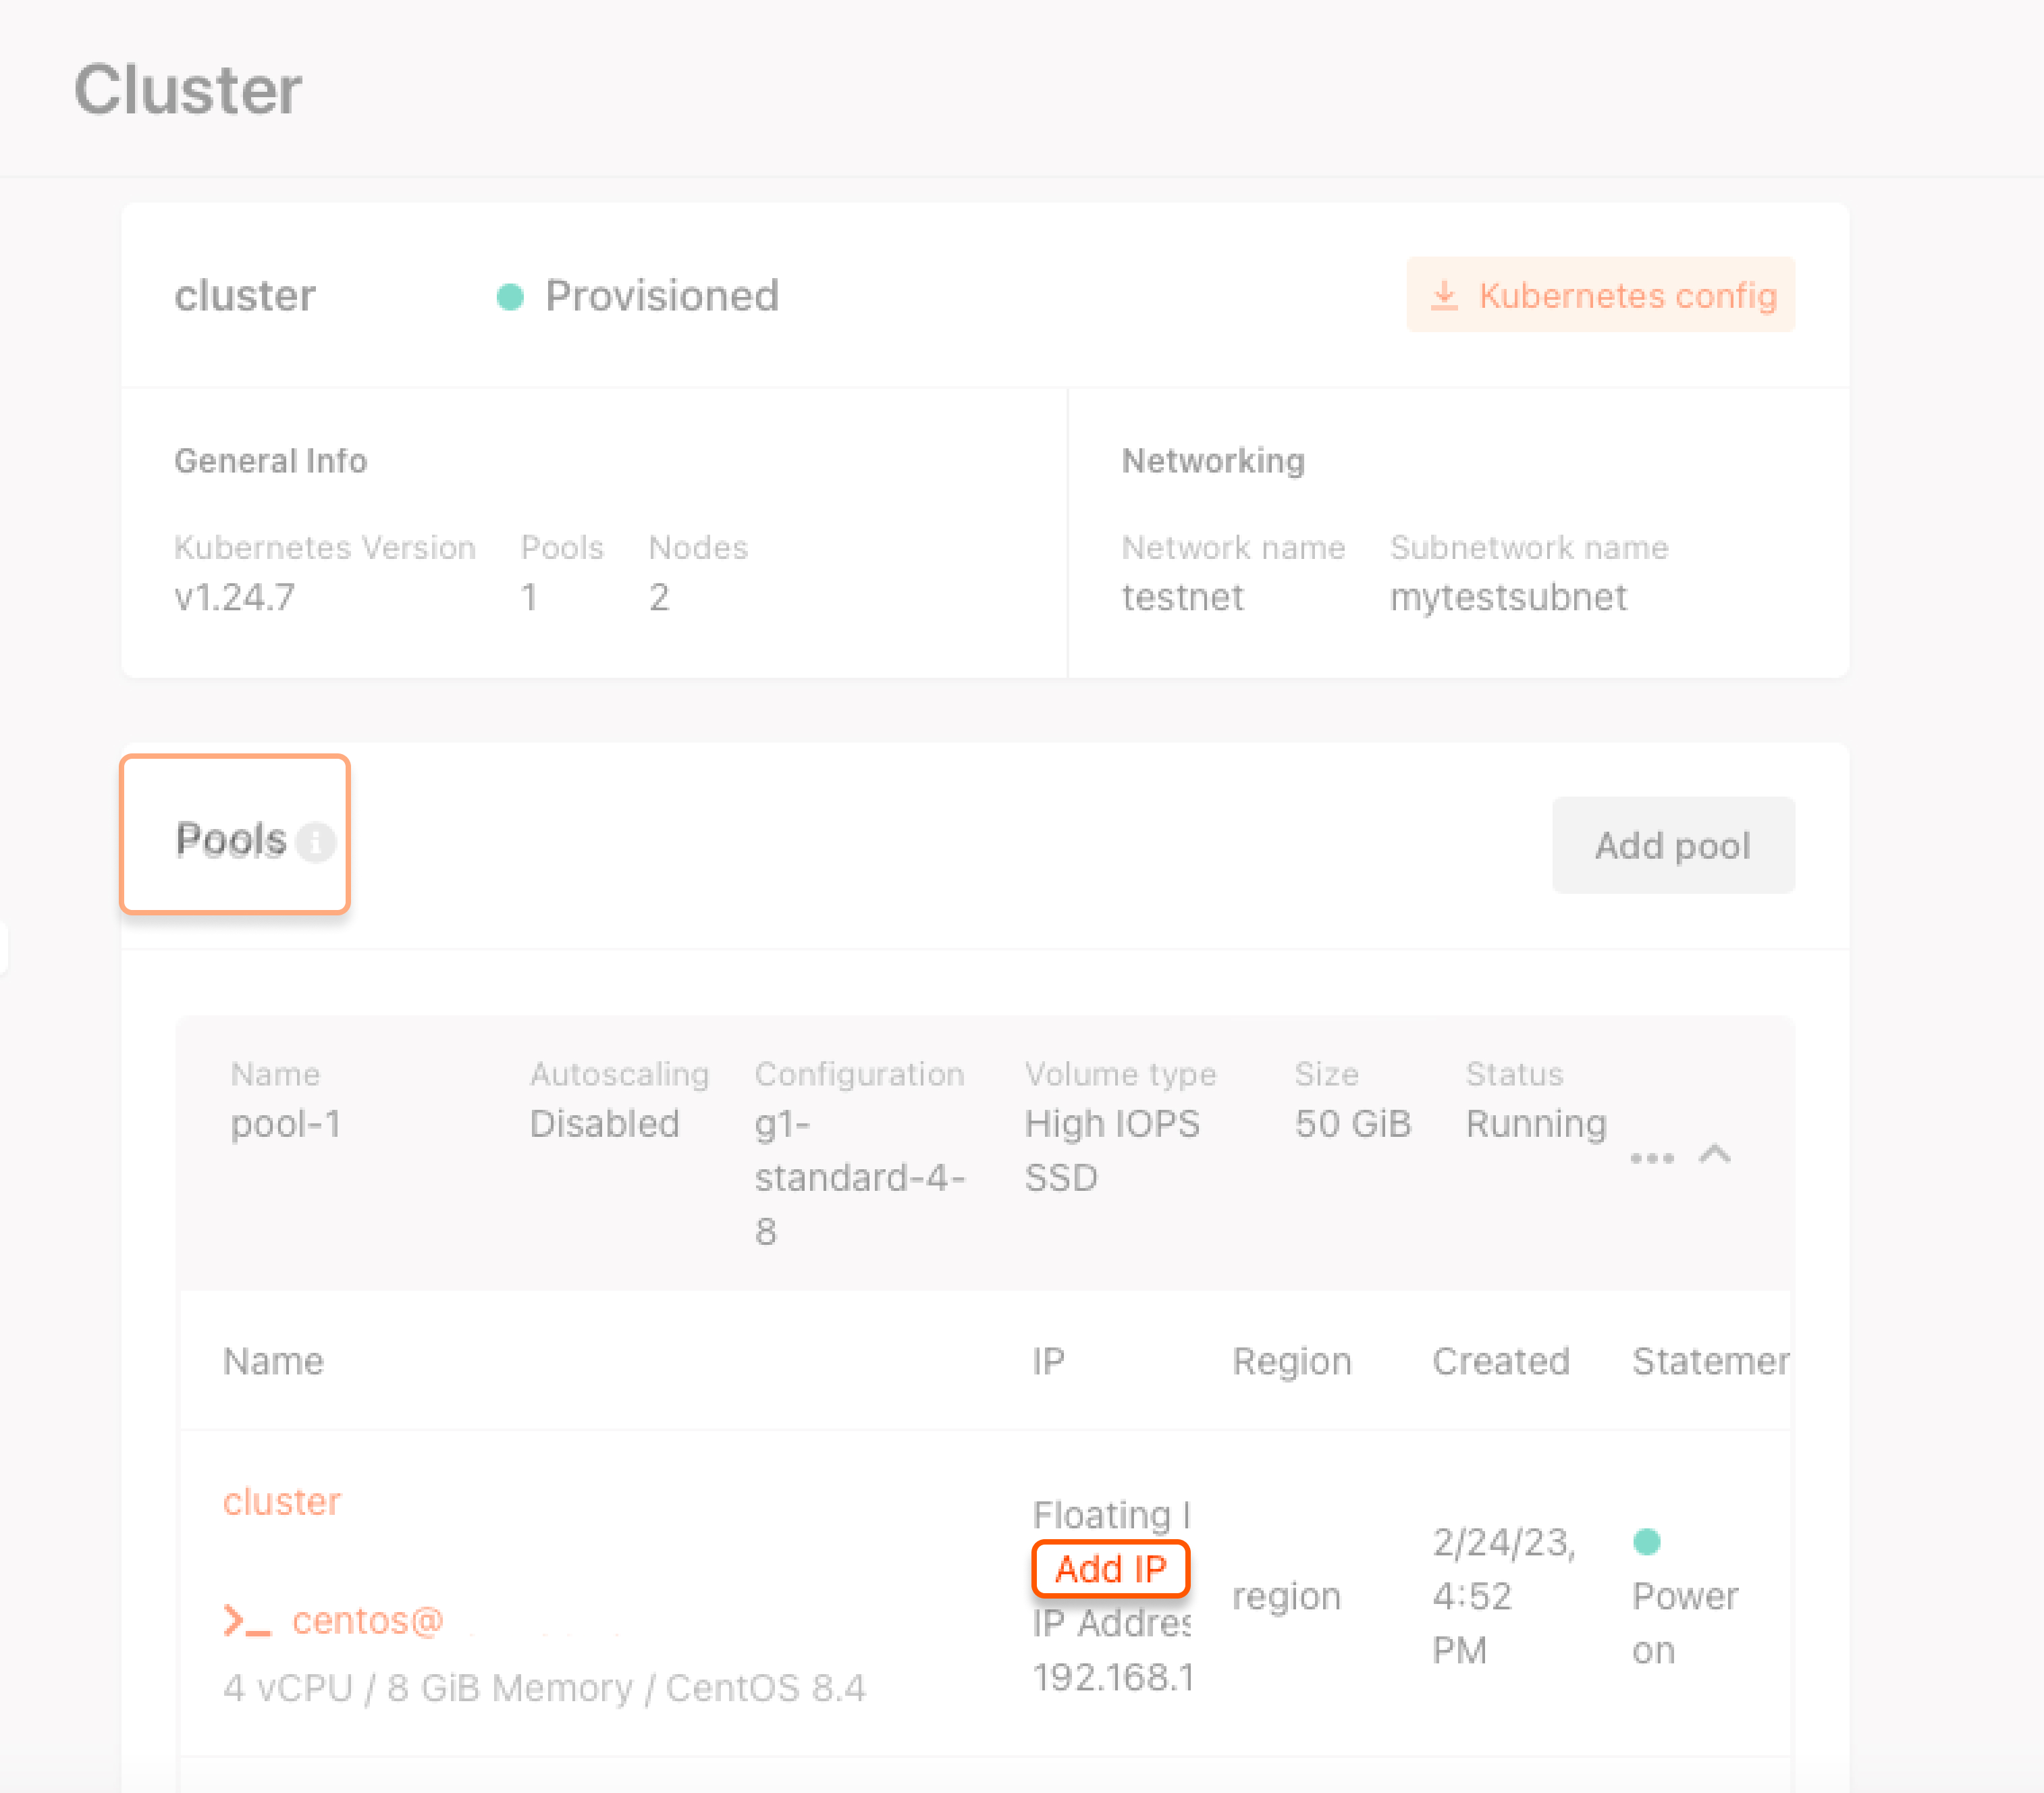 Cluster
cluster Provisioned Kubernetes config
General Info
Kubernetes Version Pools Nodes
v1.24.7 1 2
Networking
Network name Subnetwork name
testnet mytestsubnet
Pools Add pool
Name Autoscaling Configuration Volume type Size Status
pool-1 Disabled g1- High IOPS 50 GiB Running
standard-4- SSD
8
Name IP Region Created Statemer
cluster
>_ centos@
4 vCPU / 8 GiB Memory / CentOS 8.4
Floating I
Add IP
IP Addres
192.168.1
region
2/24/23,
4:52
PM
Power
on